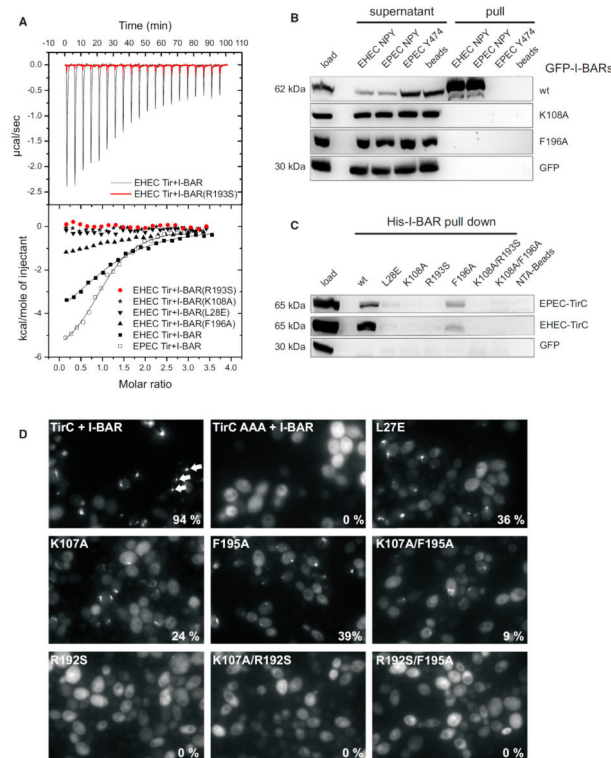 A
Time (min)
0 10 20 30 40 50 60 70 80 90 100 110
0.0
-0.5
-1.0
-1.5
-2.0
-2.5
µcal/sec
EHEC Tir+I-BAR
EHEC Tir+I-BAR(R193S)
0
-2
-4
-6
kcal/mole of injectant
EHEC Tir+I-BAR(R193S)
EHEC Tir+I-BAR(K108A)
EHEC Tir+I-BAR(L28E)
EHEC Tir+I-BAR(F196A)
EHEC Tir+I-BAR
EPEC Tir+I-BAR
0.0 0.5 1.0 1.5 2.0 2.5 3.0 3.5 4.0
Molar ratio
B
supernatant pull
load
EHEC NPY
EPEC NPY
EPEC Y474
beads
EHEC NPY
EPEC NPY
EPEC Y474
beads
GFP-I-BARs
62 kDa wt
K108A
F196A
30 kDa GFP
C
His-I-BAR pull down
load
wt
L28E
K108A
R193S
F196A
K108A/R193S
K108A/F196A
NTA-Beads
65 kDa EPEC-TirC
65 kDa EHEC-TirC
30 kDa GFP
D
TirC + I-BAR
94 %
TirC AAA + I-BAR
0 %
L27E
36 %
K107A
24 %
F195A
39%
K107A/F195A
9 %
R192S
0 %
K107A/R192S
0 %
R192S/F195A
0 %